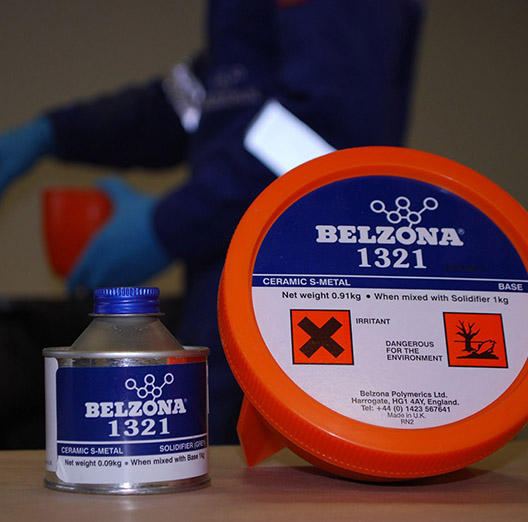 BELZONA®
1321
CERAMIC S-METAL BASE
Net weight 0.91kg • When mixed with Solidifier 1kg
IRRITANT
DANGEROUS
FOR THE
ENVIRONMENT
Belzona Polymerics Ltd.
Harrogate, HG1 4AY, England.
Tel: +44 (0) 1423 567641
Made in U.K.
RN2
BELZONA®
1321
CERAMIC S-METAL SOLIDIFIER (GREY)
Net weight 0.09kg • When mixed with Base 1kg